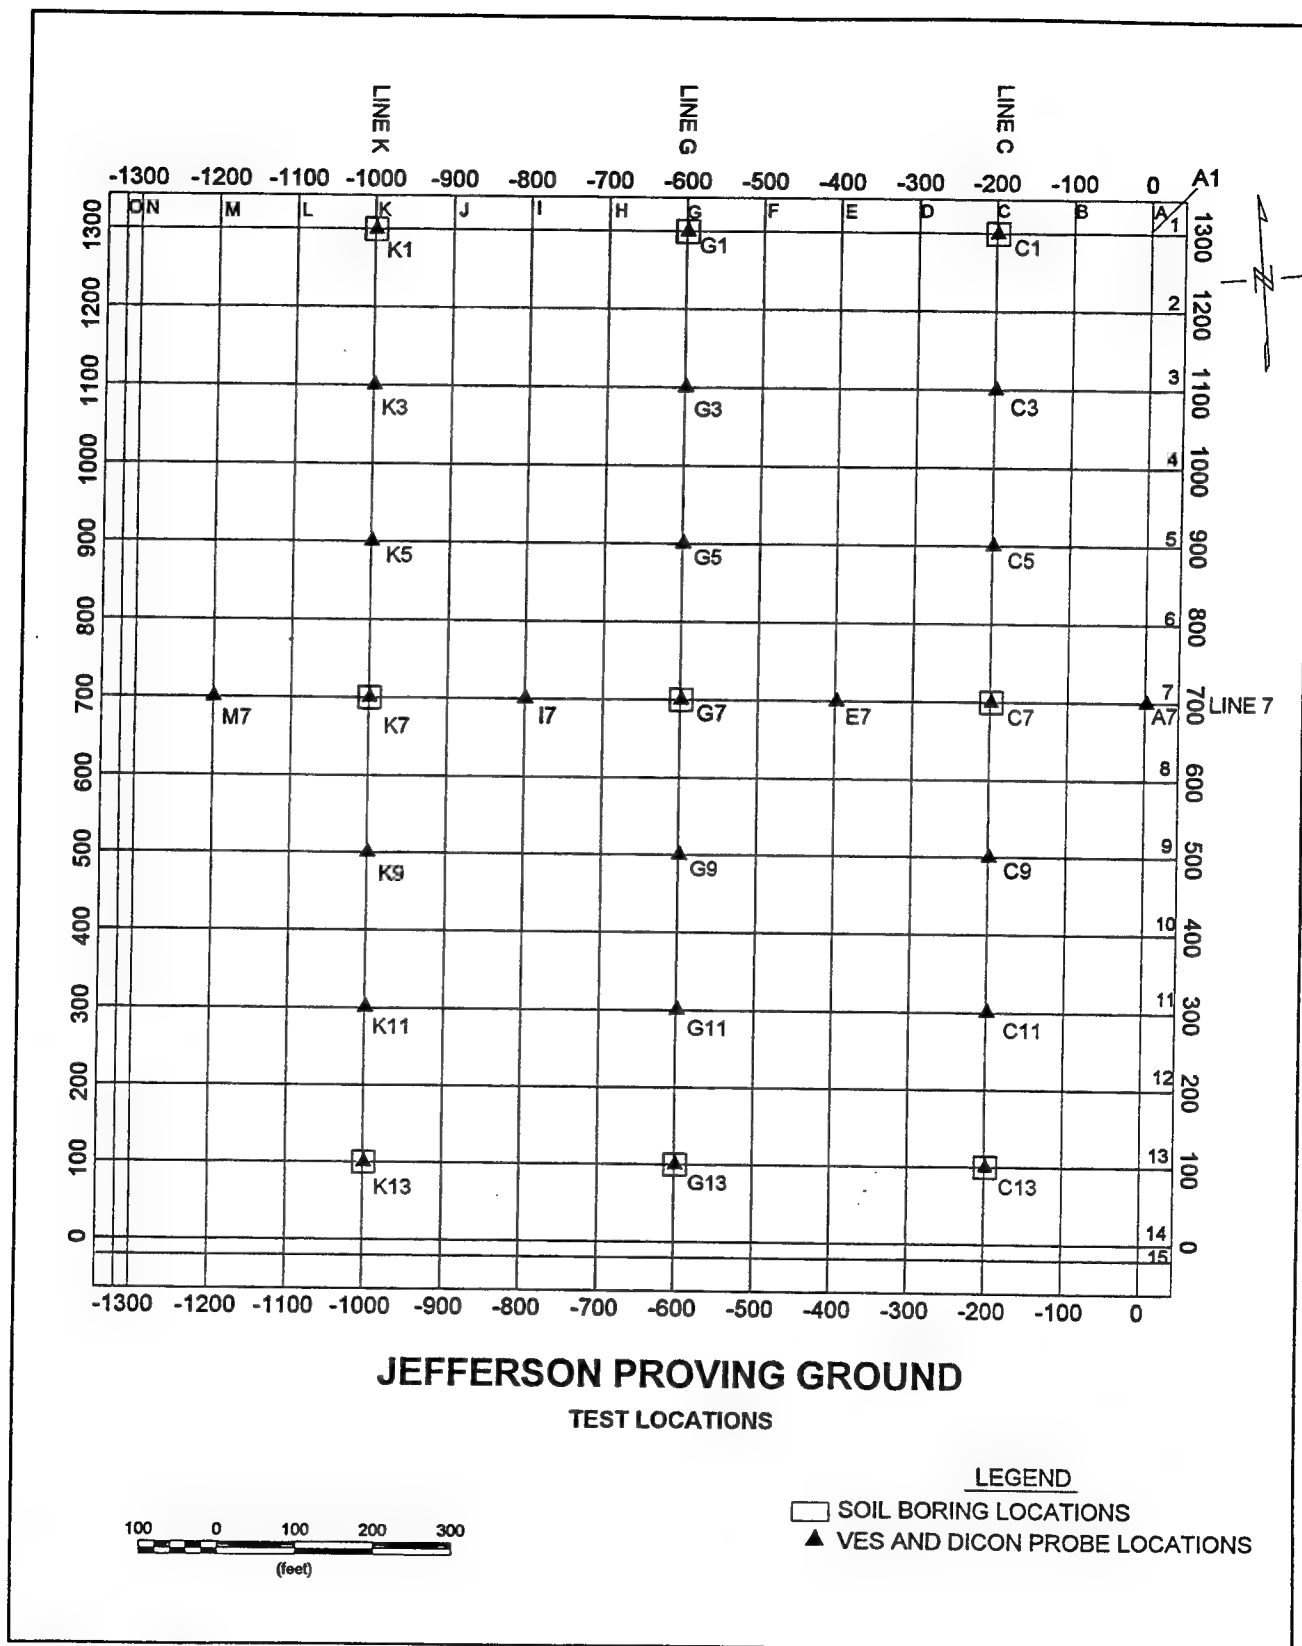 LINE K
LINE G
LINE C
-1300 -1200 -1100 -1000 -900 -800 -700 -600 -500 -400 -300 -200 -100 0
A1
O N M L K J I H G F E D C B A
1300 1 1300
K1 G1 C1
1200 2 1200
1100 3 1100
K3 G3 C3
1000 4 1000
900 5 900
K5 G5 C5
800 6 800
700 7 700 LINE 7
M7 K7 I7 G7 E7 C7 A7
600 8 600
500 9 500
K9 G9 C9
400 10 400
300 11 300
K11 G11 C11
200 12 200
100 13 100
K13 G13 C13
0 14 0
15
-1300 -1200 -1100 -1000 -900 -800 -700 -600 -500 -400 -300 -200 -100 0
JEFFERSON PROVING GROUND
TEST LOCATIONS
LEGEND
SOIL BORING LOCATIONS
VES AND DICON PROBE LOCATIONS
100 0 100 200 300
(feet)